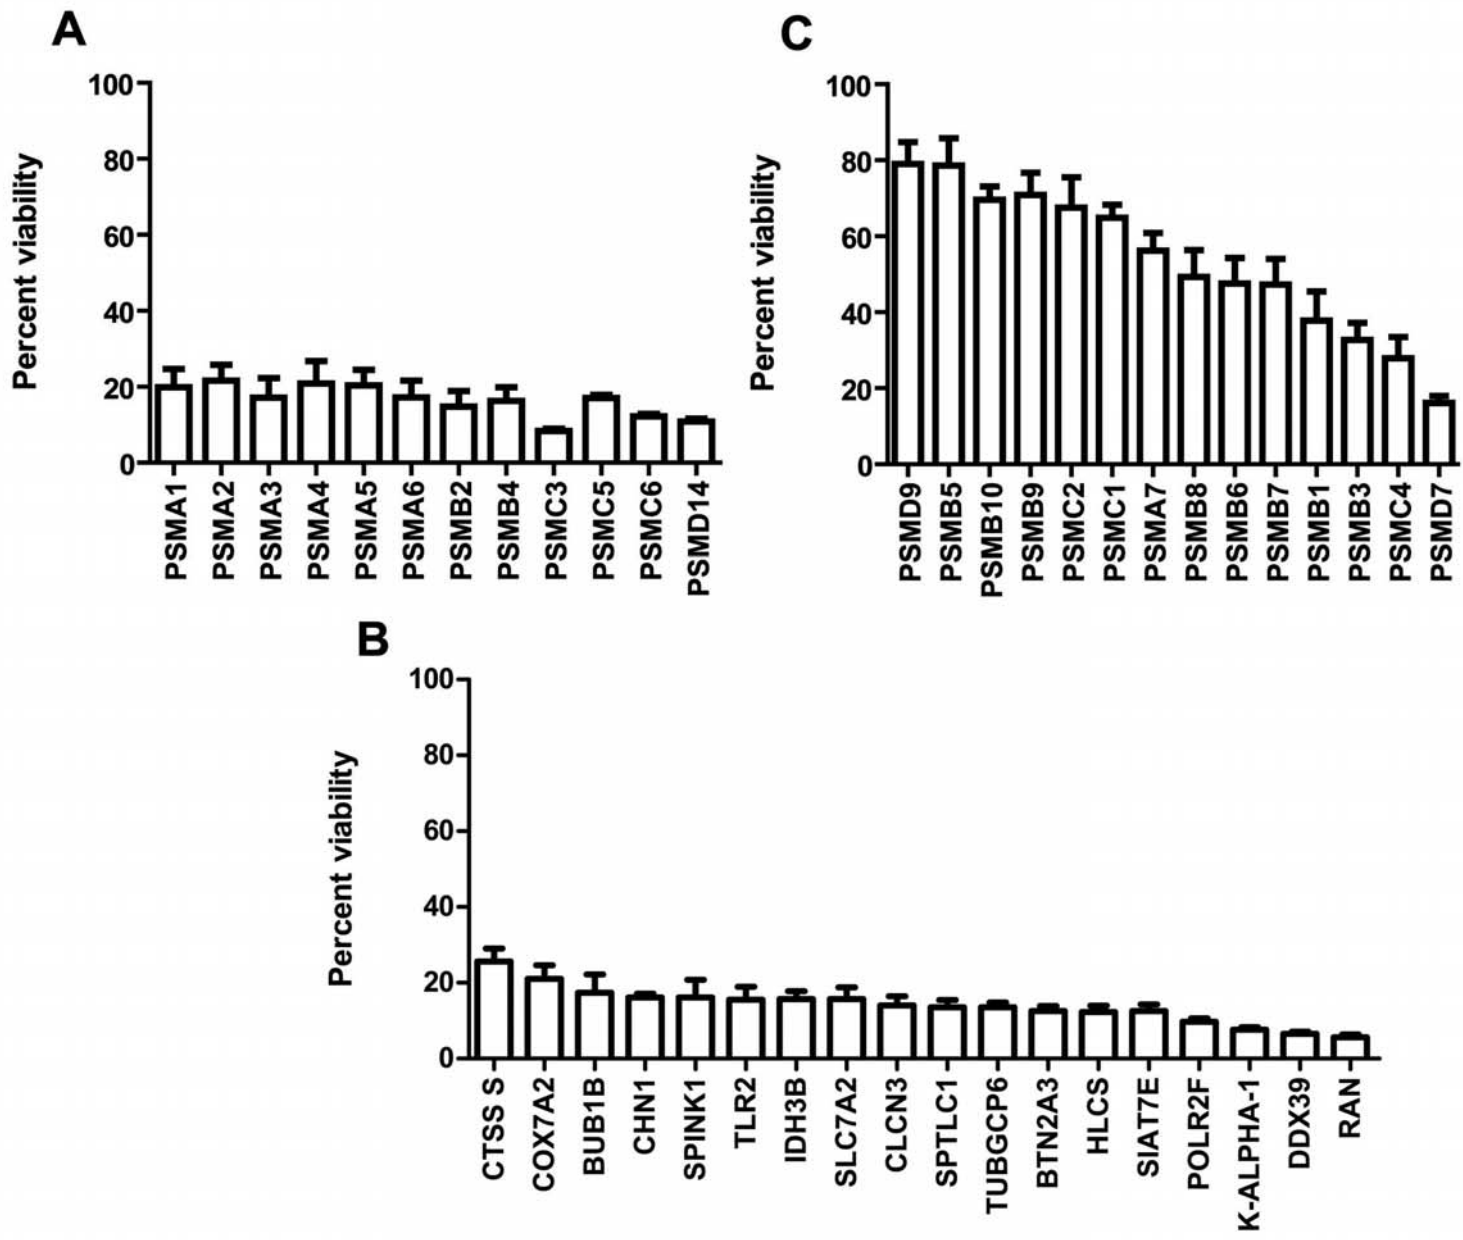 A
Percent viability
100
80
60
40
20
0
PSMA1
PSMA2
PSMA3
PSMA4
PSMA5
PSMA6
PSMB2
PSMB4
PSMC3
PSMC5
PSMC6
PSMD14
C
Percent viability
100
80
60
40
20
0
PSMD9
PSMB5
PSMB10
PSMB9
PSMC2
PSMC1
PSMA7
PSMB8
PSMB6
PSMB7
PSMB1
PSMB3
PSMC4
PSMD7
B
Percent viability
100
80
60
40
20
0
CTSS S
COX7A2
BUB1B
CHN1
SPINK1
TLR2
IDH3B
SLC7A2
CLCN3
SPTLC1
TUBGCP6
BTN2A3
HLCS
SIAT7E
POLR2F
K-ALPHA-1
DDX39
RAN